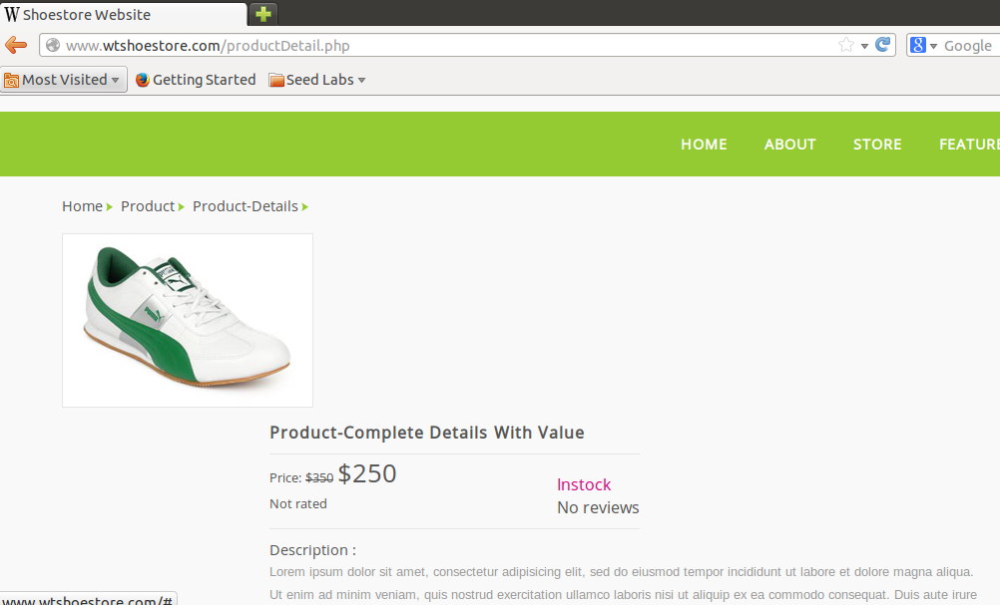 Shoestore Website
www.wtshoestore.com/productDetail.php
Google
Most Visited
Getting Started
Seed Labs
HOME
ABOUT
STORE
FEATURE
Home
Product
Product-Details
PUMA
Product-Complete Details With Value
Price: $350 $250
Instock
Not rated
No reviews
Description :
Lorem ipsum dolor sit amet, consectetur adipisicing elit, sed do eiusmod tempor incididunt ut labore et dolore magna aliqua.
Ut enim ad minim veniam, quis nostrud exercitation ullamco laboris nisi ut aliquip ex ea commodo consequat. Duis aute irure
www.wtshoestore.com/#